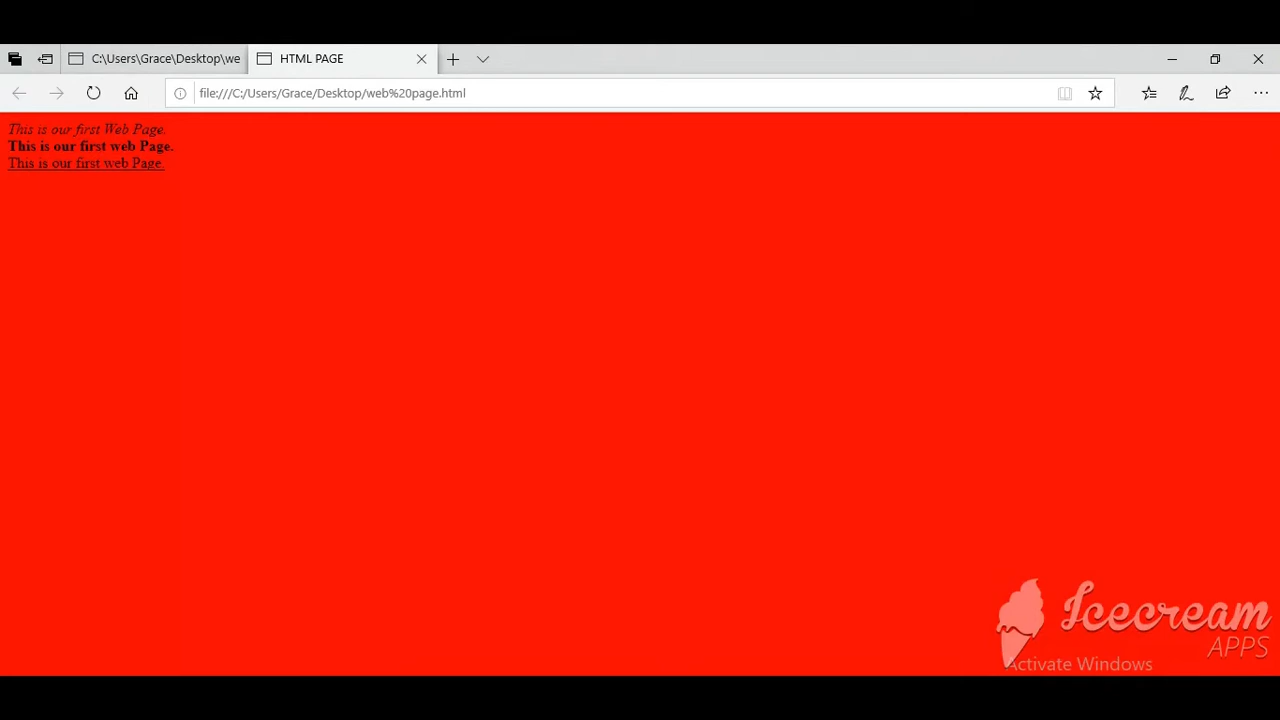 C:\Users\Grace\Desktop\we
HTML PAGE
file:///C:/Users/Grace/Desktop/web%20page.html
This is our first Web Page.
This is our first web Page.
This is our first web Page.
Icecream
APPS
Activate Windows